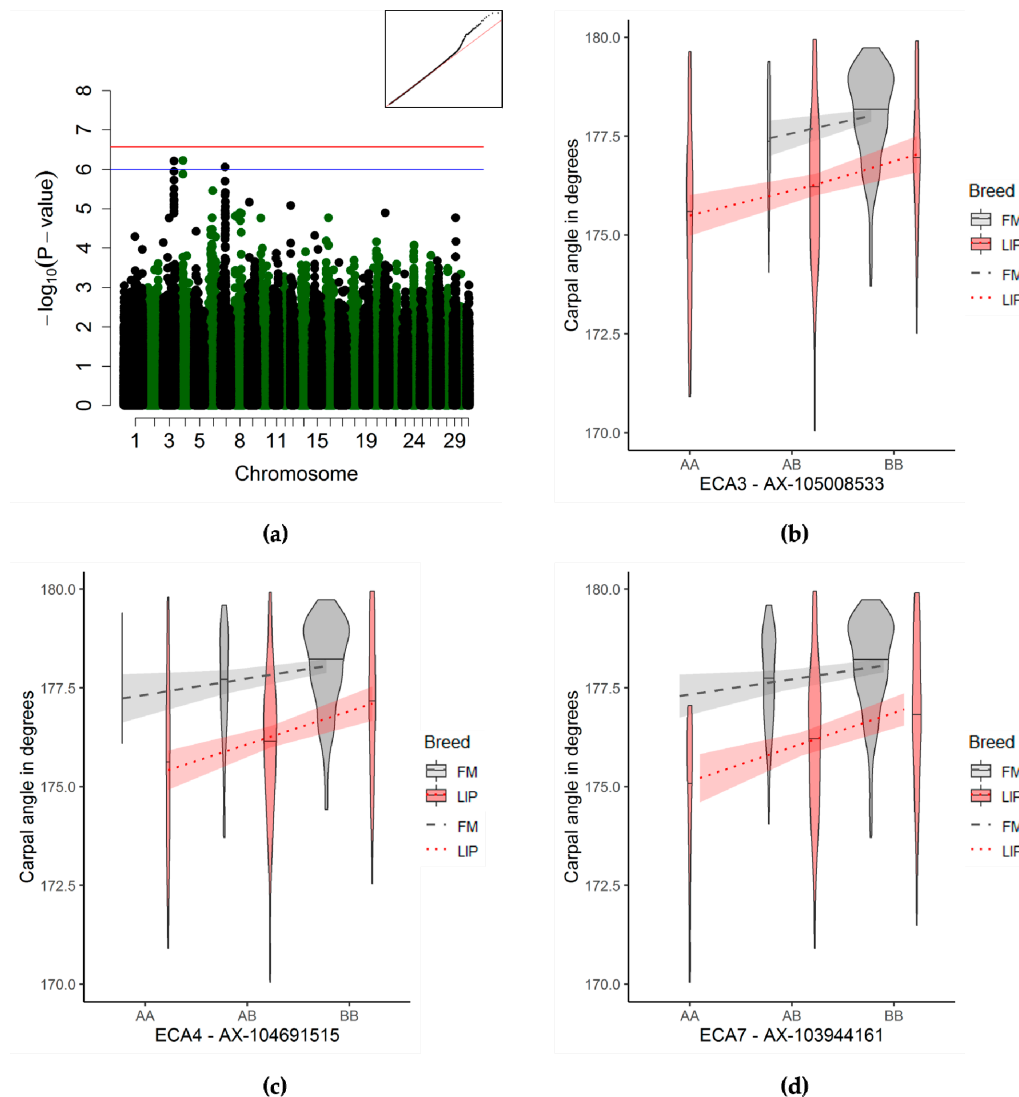 8
7
6
5
4
3
2
1
0
−log10(P − value)
1 3 5 8 11 15 19 24 29
Chromosome
(a)
180.0
177.5
175.0
172.5
170.0
Carpal angle in degrees
AA AB BB
ECA3 - AX-105008533
Breed
FM
LIP
FM
LIP
(b)
180.0
177.5
175.0
172.5
170.0
Carpal angle in degrees
AA AB BB
ECA4 - AX-104691515
Breed
FM
LIP
FM
LIP
(c)
180.0
177.5
175.0
172.5
170.0
Carpal angle in degrees
AA AB BB
ECA7 - AX-103944161
Breed
FM
LIP
FM
LIP
(d)